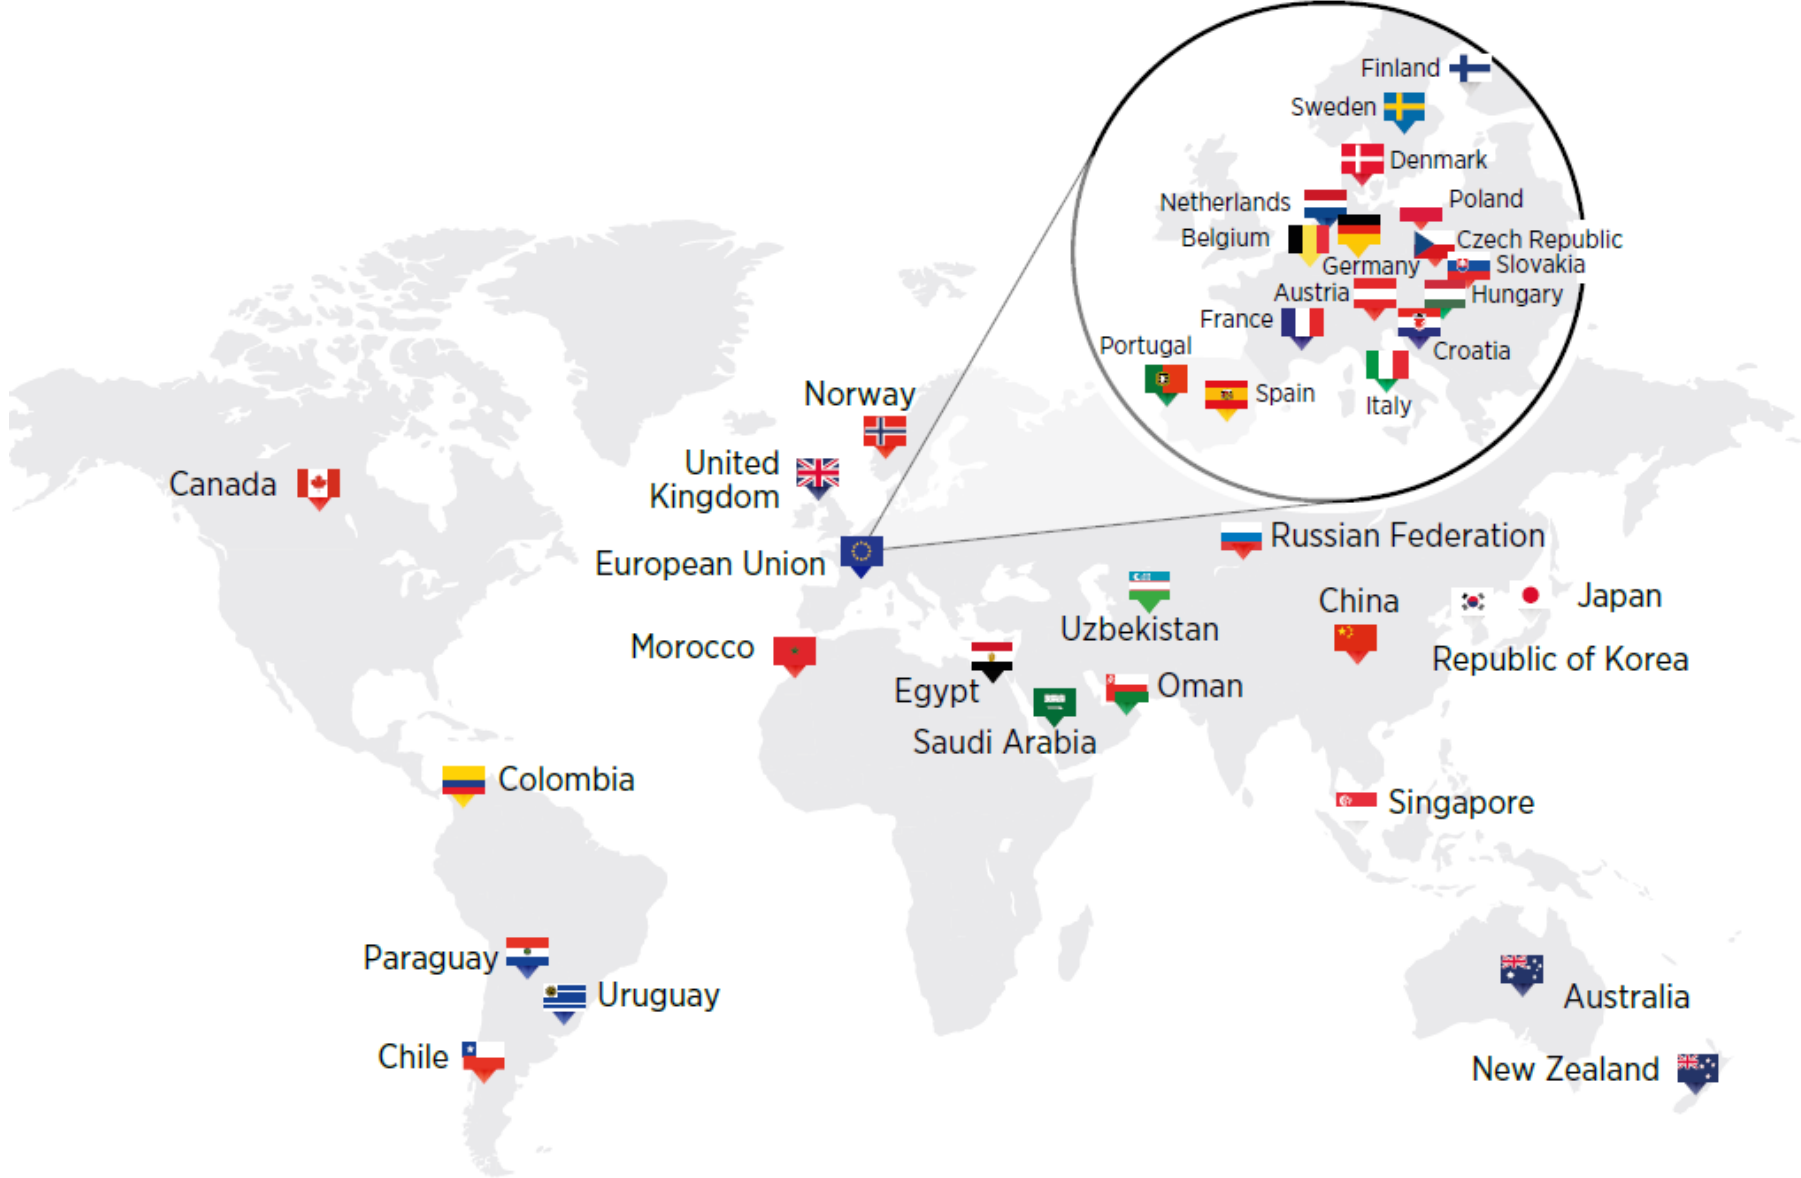 Finland
Sweden
Denmark
Netherlands
Poland
Belgium
Czech Republic
Germany
Slovakia
Austria
Hungary
France
Portugal
Croatia
Spain
Italy
Norway
United
Kingdom
Canada
European Union
Russian Federation
China
Japan
Uzbekistan
Morocco
Republic of Korea
Egypt
Oman
Saudi Arabia
Colombia
Singapore
Paraguay
Uruguay
Australia
Chile
New Zealand